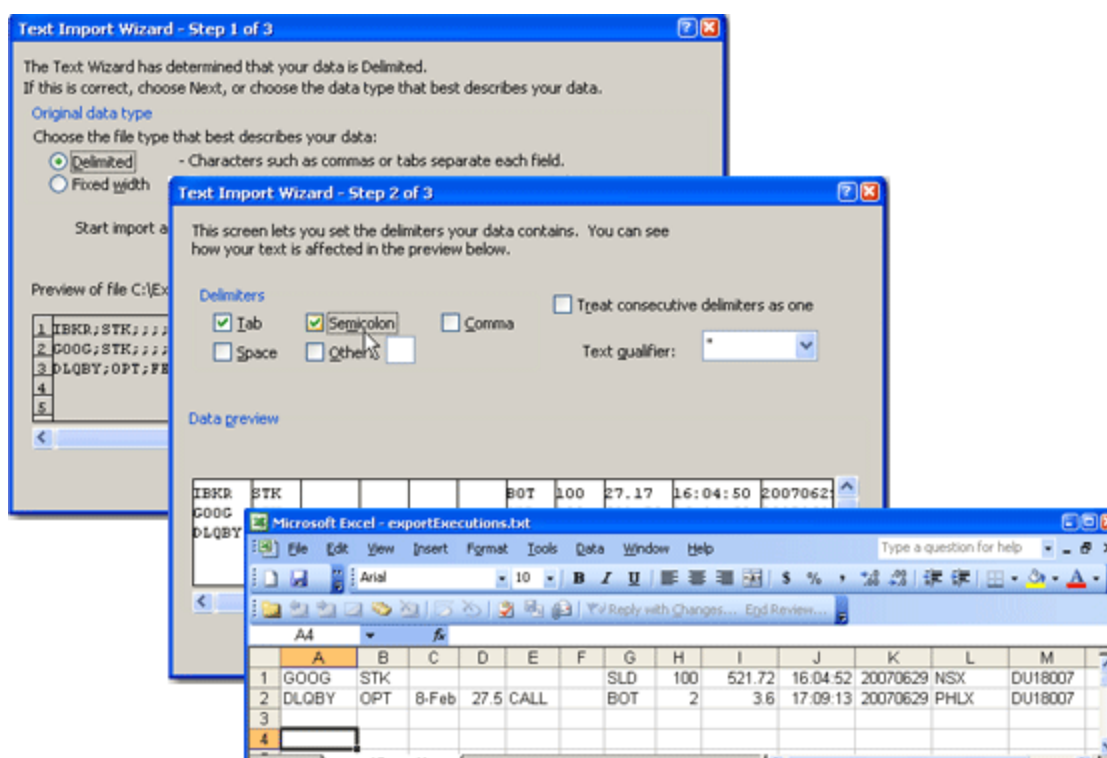 Text Import Wizard - Step 1 of 3
The Text Wizard has determined that your data is Delimited.
If this is correct, choose Next, or choose the data type that best describes your data.
Original data type
Choose the file type that best describes your data:
Delimited - Characters such as commas or tabs separate each field.
Fixed width
Start import a
Preview of file C:\Ex
1 IBKR;STK;;;;
2 GOOG;STK;;;;
3 DLQBY;OPT;FE
4
5
Text Import Wizard - Step 2 of 3
This screen lets you set the delimiters your data contains. You can see
how your text is affected in the preview below.
Delimiters
Treat consecutive delimiters as one
Tab Semicolon Comma
Space Other:
Text qualifier: "
Data preview
IBKR STK BOT 100 27.17 16:04:50 20070629
GOOG
DLQBY
Microsoft Excel - exportExecutions.txt
File Edit View Insert Format Tools Data Window Help Type a question for help
Arial 10 B I U $ % ,
Reply with Changes... End Review...
A4 fx
A B C D E F G H I J K L M
1 GOOG STK SLD 100 521.72 16:04:52 20070629 NSX DU18007
2 DLQBY OPT 8-Feb 27.5 CALL BOT 2 3.6 17:09:13 20070629 PHLX DU18007
3
4